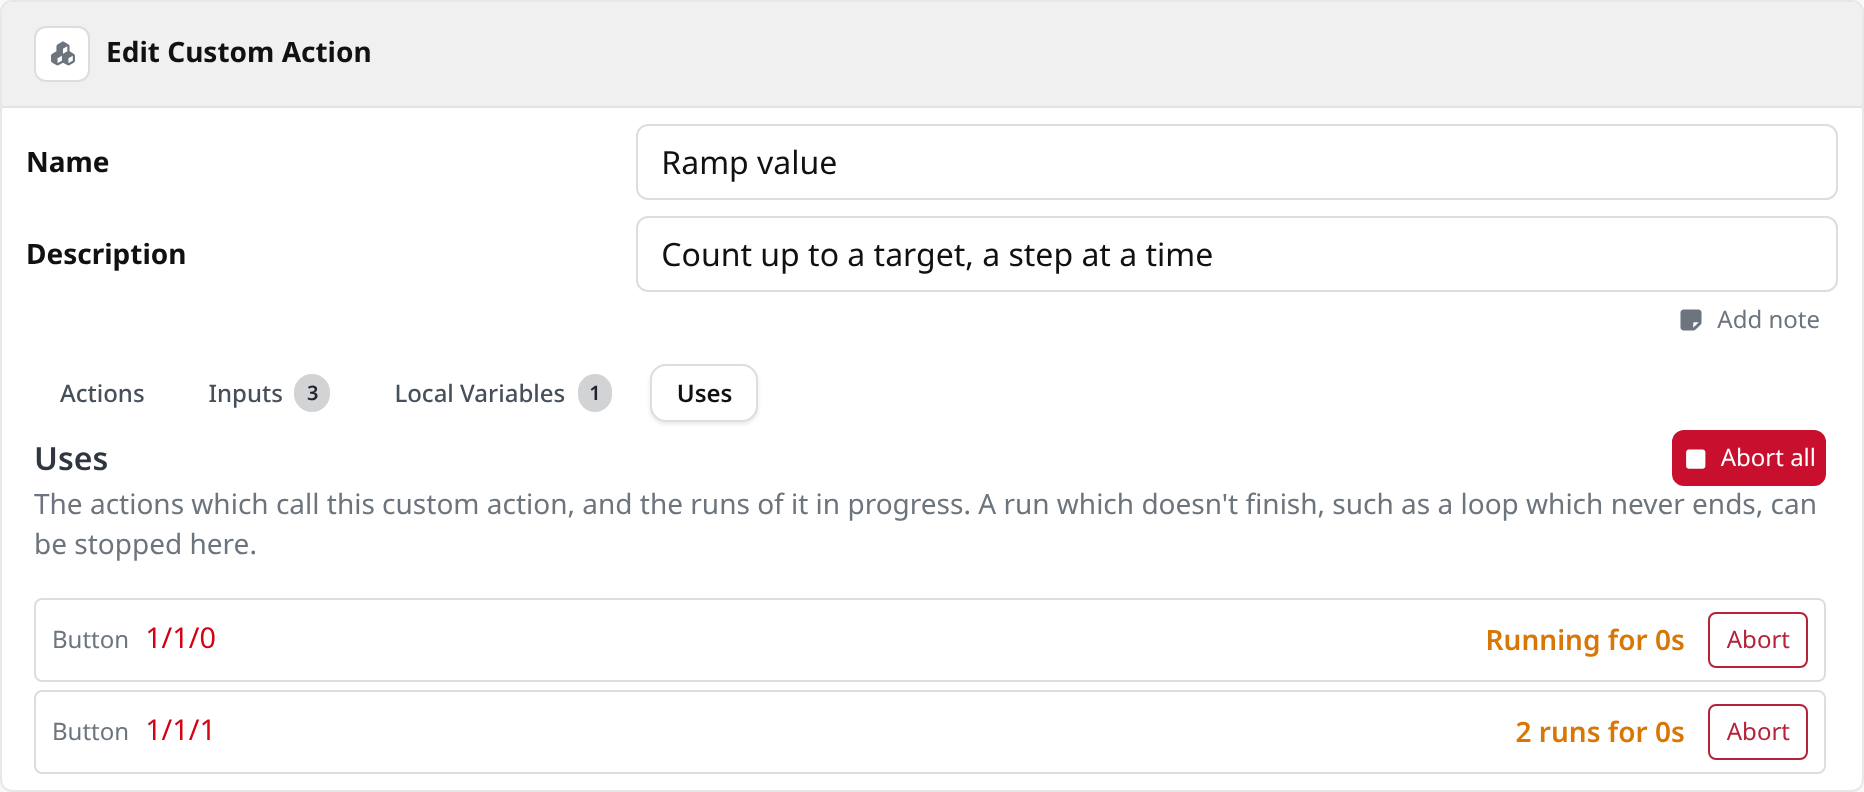 Edit Custom Action
Name
Ramp value
Description
Count up to a target, a step at a time
Add note
Actions Inputs 3 Local Variables 1 Uses
Uses
Abort all
The actions which call this custom action, and the runs of it in progress. A run which doesn't finish, such as a loop which never ends, can
be stopped here.
Button 1/1/0 Running for 0s Abort
Button 1/1/1 2 runs for 0s Abort